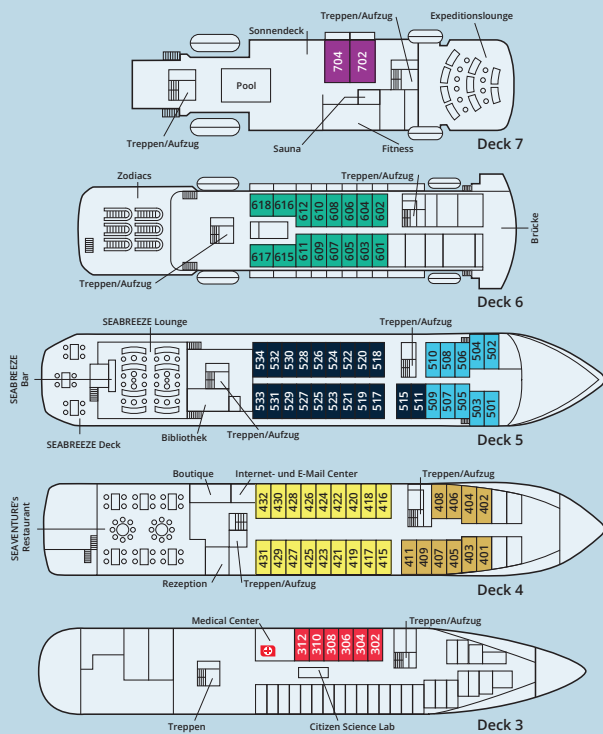 Sonnendeck
Treppen/Aufzug
Expeditionslounge
704
702
Pool
Treppen/Aufzug
Sauna
Fitness
Deck 7
Zodiacs
Treppen/Aufzug
618 616 612 610 608 606 604 602
617 615 611 609 607 605 603 601
Brücke
Treppen/Aufzug
Deck 6
SEABREEZE Lounge
Treppen/Aufzug
SEABREEZE
Bar
534 532 530 528 526 524 522 520 518
510 508 506 504 502
533 531 529 527 525 523 521 519 517
515 511 509 507 505 503 501
SEABREEZE Deck
Bibliothek
Treppen/Aufzug
Deck 5
Boutique
Internet- und E-Mail Center
Treppen/Aufzug
SEAVENTURE's
Restaurant
432 430 428 426 424 422 420 418 416
408 406 404 402
431 429 427 425 423 421 419 417 415
411 409 407 405 403 401
Rezeption
Treppen/Aufzug
Deck 4
Medical Center
Treppen/Aufzug
312 310 308 306 304 302
Treppen
Citizen Science Lab
Deck 3